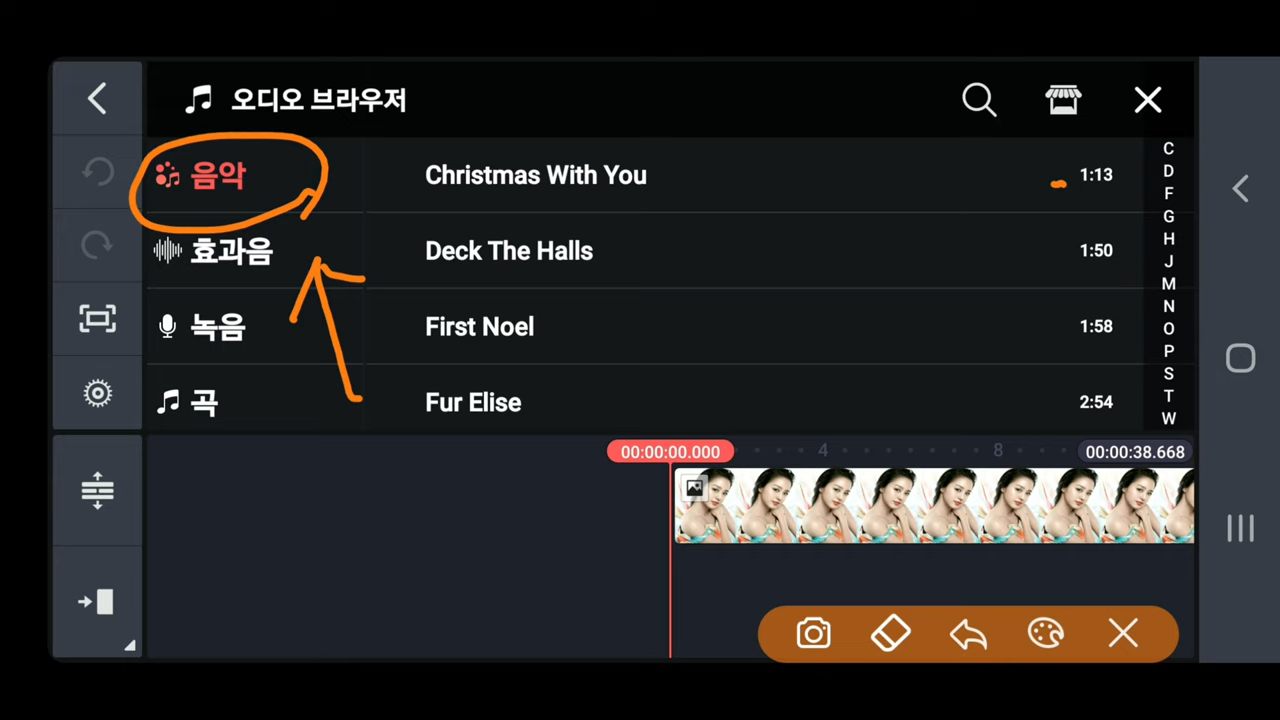 오디오 브라우저
음악
Christmas With You
1:13
효과음
Deck The Halls
1:50
녹음
First Noel
1:58
곡
Fur Elise
2:54
C
D
F
G
H
J
M
N
O
P
S
T
W
00:00:00.000
4
8
00:00:38.668